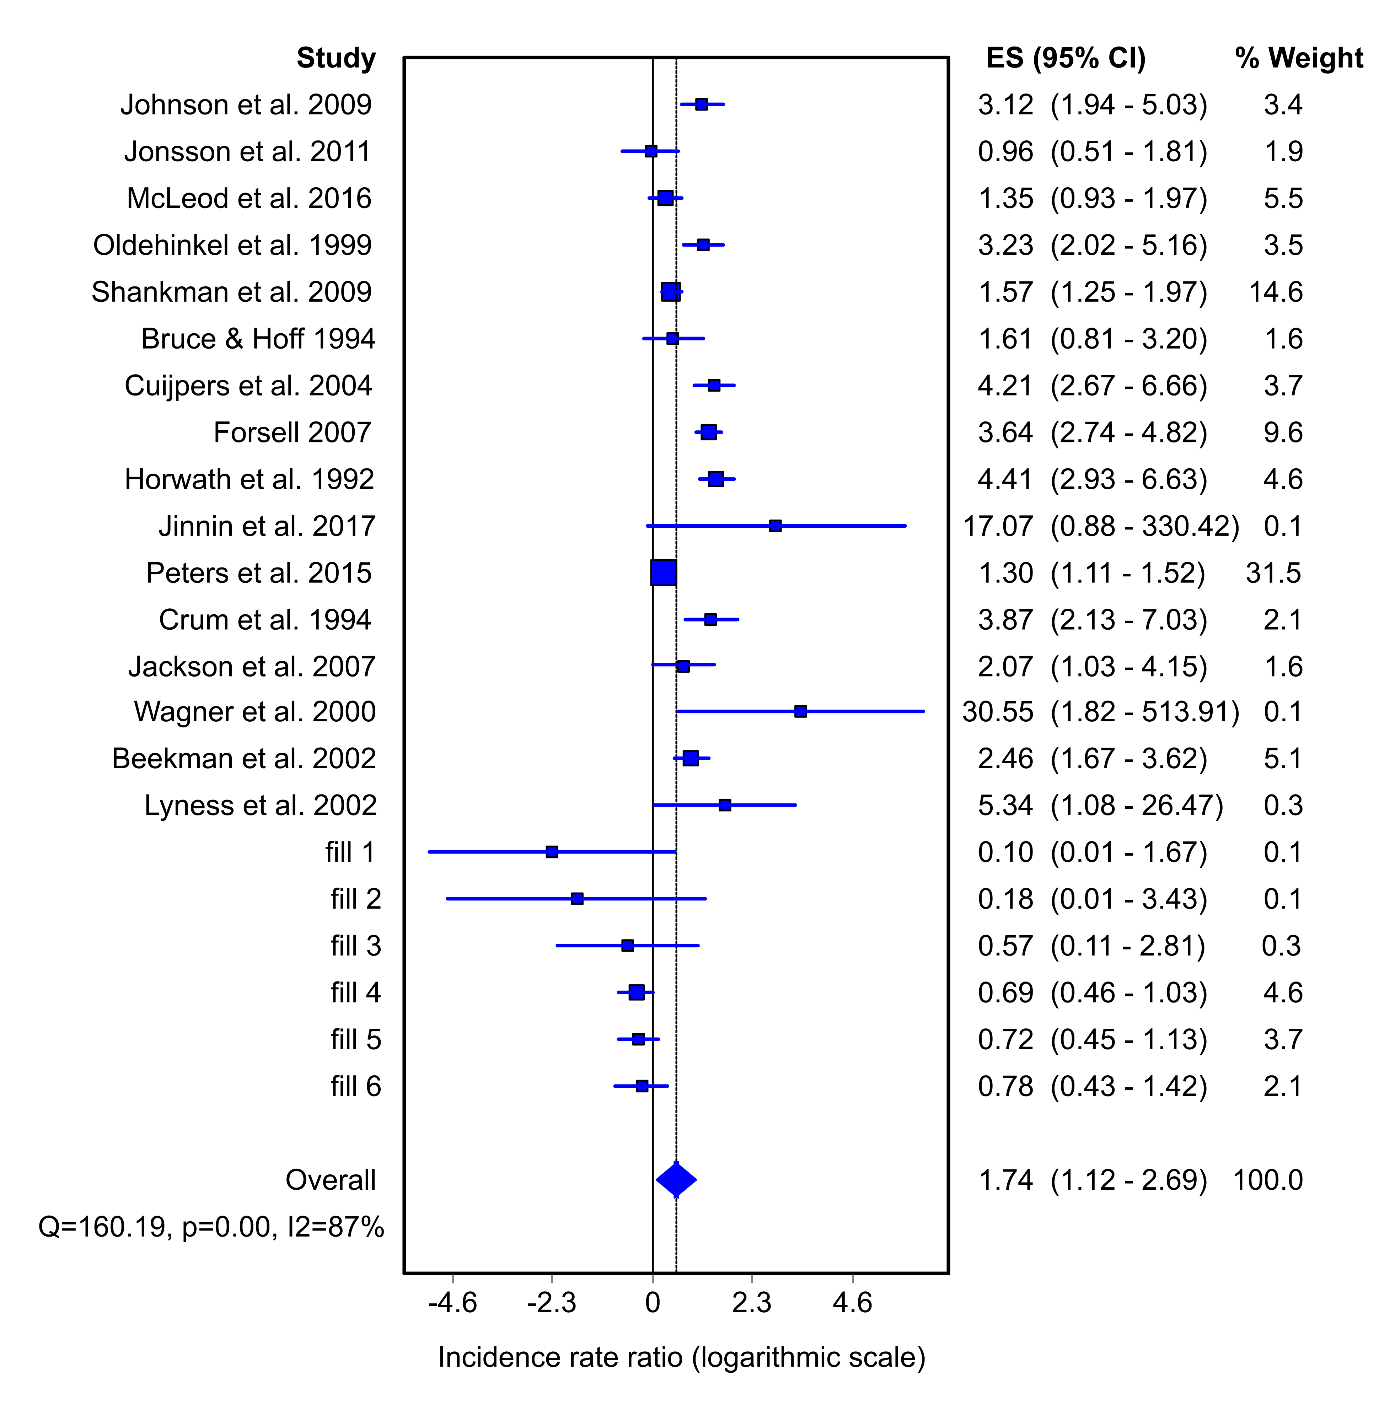 Study ES (95% CI) % Weight
Johnson et al. 2009 3.12 (1.94 - 5.03) 3.4
Jonsson et al. 2011 0.96 (0.51 - 1.81) 1.9
McLeod et al. 2016 1.35 (0.93 - 1.97) 5.5
Oldehinkel et al. 1999 3.23 (2.02 - 5.16) 3.5
Shankman et al. 2009 1.57 (1.25 - 1.97) 14.6
Bruce & Hoff 1994 1.61 (0.81 - 3.20) 1.6
Cuijpers et al. 2004 4.21 (2.67 - 6.66) 3.7
Forsell 2007 3.64 (2.74 - 4.82) 9.6
Horwath et al. 1992 4.41 (2.93 - 6.63) 4.6
Jinnin et al. 2017 17.07 (0.88 - 330.42) 0.1
Peters et al. 2015 1.30 (1.11 - 1.52) 31.5
Crum et al. 1994 3.87 (2.13 - 7.03) 2.1
Jackson et al. 2007 2.07 (1.03 - 4.15) 1.6
Wagner et al. 2000 30.55 (1.82 - 513.91) 0.1
Beekman et al. 2002 2.46 (1.67 - 3.62) 5.1
Lyness et al. 2002 5.34 (1.08 - 26.47) 0.3
fill 1 0.10 (0.01 - 1.67) 0.1
fill 2 0.18 (0.01 - 3.43) 0.1
fill 3 0.57 (0.11 - 2.81) 0.3
fill 4 0.69 (0.46 - 1.03) 4.6
fill 5 0.72 (0.45 - 1.13) 3.7
fill 6 0.78 (0.43 - 1.42) 2.1
Overall 1.74 (1.12 - 2.69) 100.0
Q=160.19, p=0.00, I2=87%
-4.6 -2.3 0 2.3 4.6
Incidence rate ratio (logarithmic scale)